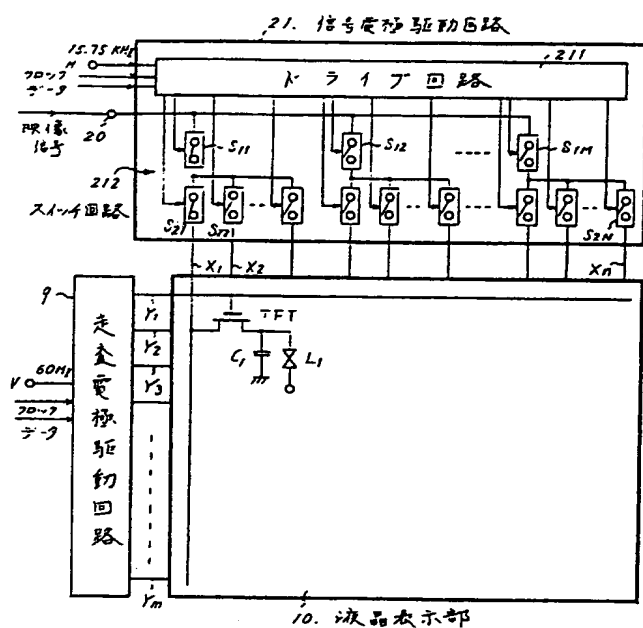 21. 信号電極駆動回路
15.75 KHz
H
クロック
データ
ドライブ回路
211
映像
信号
20
S11
S12
S1M
212
スイッチ回路
S21
S221
S2N
X1
X2
Xn
9
Y1
Y2
Y3
Ym
TFT
C1
L1
V
60Hz
クロック
データ
走査電極駆動回路
10. 液晶表示部